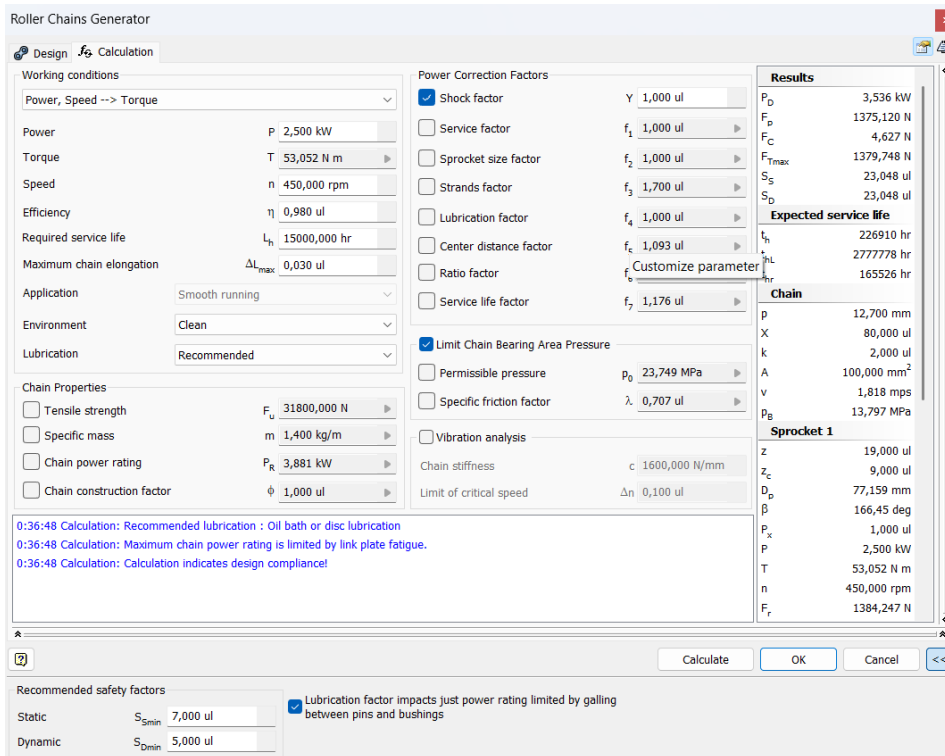 Roller Chains Generator
Design
Calculation
Working conditions
Power, Speed --> Torque
Power P 2,500 kW
Torque T 53,052 N m
Speed n 450,000 rpm
Efficiency η 0,980 ul
Required service life Lh 15000,000 hr
Maximum chain elongation ΔLmax 0,030 ul
Application Smooth running
Environment Clean
Lubrication Recommended
Chain Properties
Tensile strength Fu 31800,000 N
Specific mass m 1,400 kg/m
Chain power rating PR 3,881 kW
Chain construction factor ϕ 1,000 ul
Power Correction Factors
Shock factor Y 1,000 ul
Service factor f1 1,000 ul
Sprocket size factor f2 1,000 ul
Strands factor f3 1,700 ul
Lubrication factor f4 1,000 ul
Center distance factor f5 1,093 ul
Customize parameter
Ratio factor
Service life factor f7 1,176 ul
Limit Chain Bearing Area Pressure
Permissible pressure p0 23,749 MPa
Specific friction factor λ 0,707 ul
Vibration analysis
Chain stiffness c 1600,000 N/mm
Limit of critical speed Δn 0,100 ul
Results
PD 3,536 kW
Fp 1375,120 N
FC 4,627 N
FTmax 1379,748 N
SS 23,048 ul
SD 23,048 ul
Expected service life
th 226910 hr
thL 2777778 hr
thr 165526 hr
Chain
p 12,700 mm
X 80,000 ul
k 2,000 ul
A 100,000 mm2
v 1,818 mps
pB 13,797 MPa
Sprocket 1
z 19,000 ul
zc 9,000 ul
Dp 77,159 mm
β 166,45 deg
Px 1,000 ul
P 2,500 kW
T 53,052 N m
n 450,000 rpm
Fr 1384,247 N
0:36:48 Calculation: Recommended lubrication : Oil bath or disc lubrication
0:36:48 Calculation: Maximum chain power rating is limited by link plate fatigue.
0:36:48 Calculation: Calculation indicates design compliance!
Calculate
OK
Cancel
<<
Recommended safety factors
Static SSmin 7,000 ul
Dynamic SDmin 5,000 ul
Lubrication factor impacts just power rating limited by galling
between pins and bushings